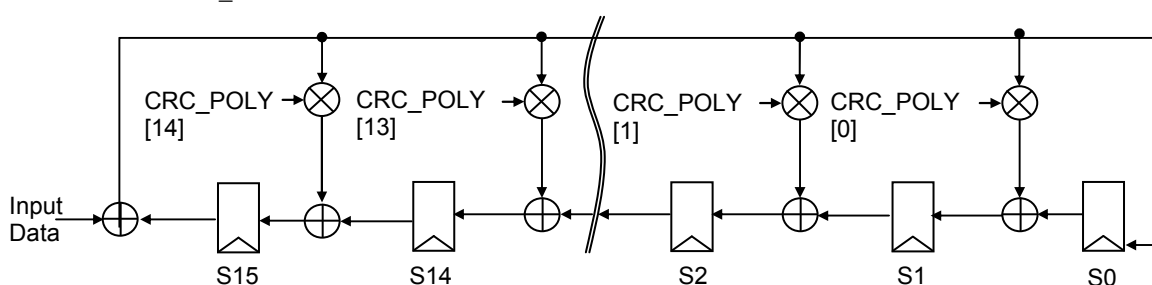 CRC_POLY
[14]
CRC_POLY
[13]
CRC_POLY
[1]
CRC_POLY
[0]
Input
Data
S15
S14
S2
S1
S0